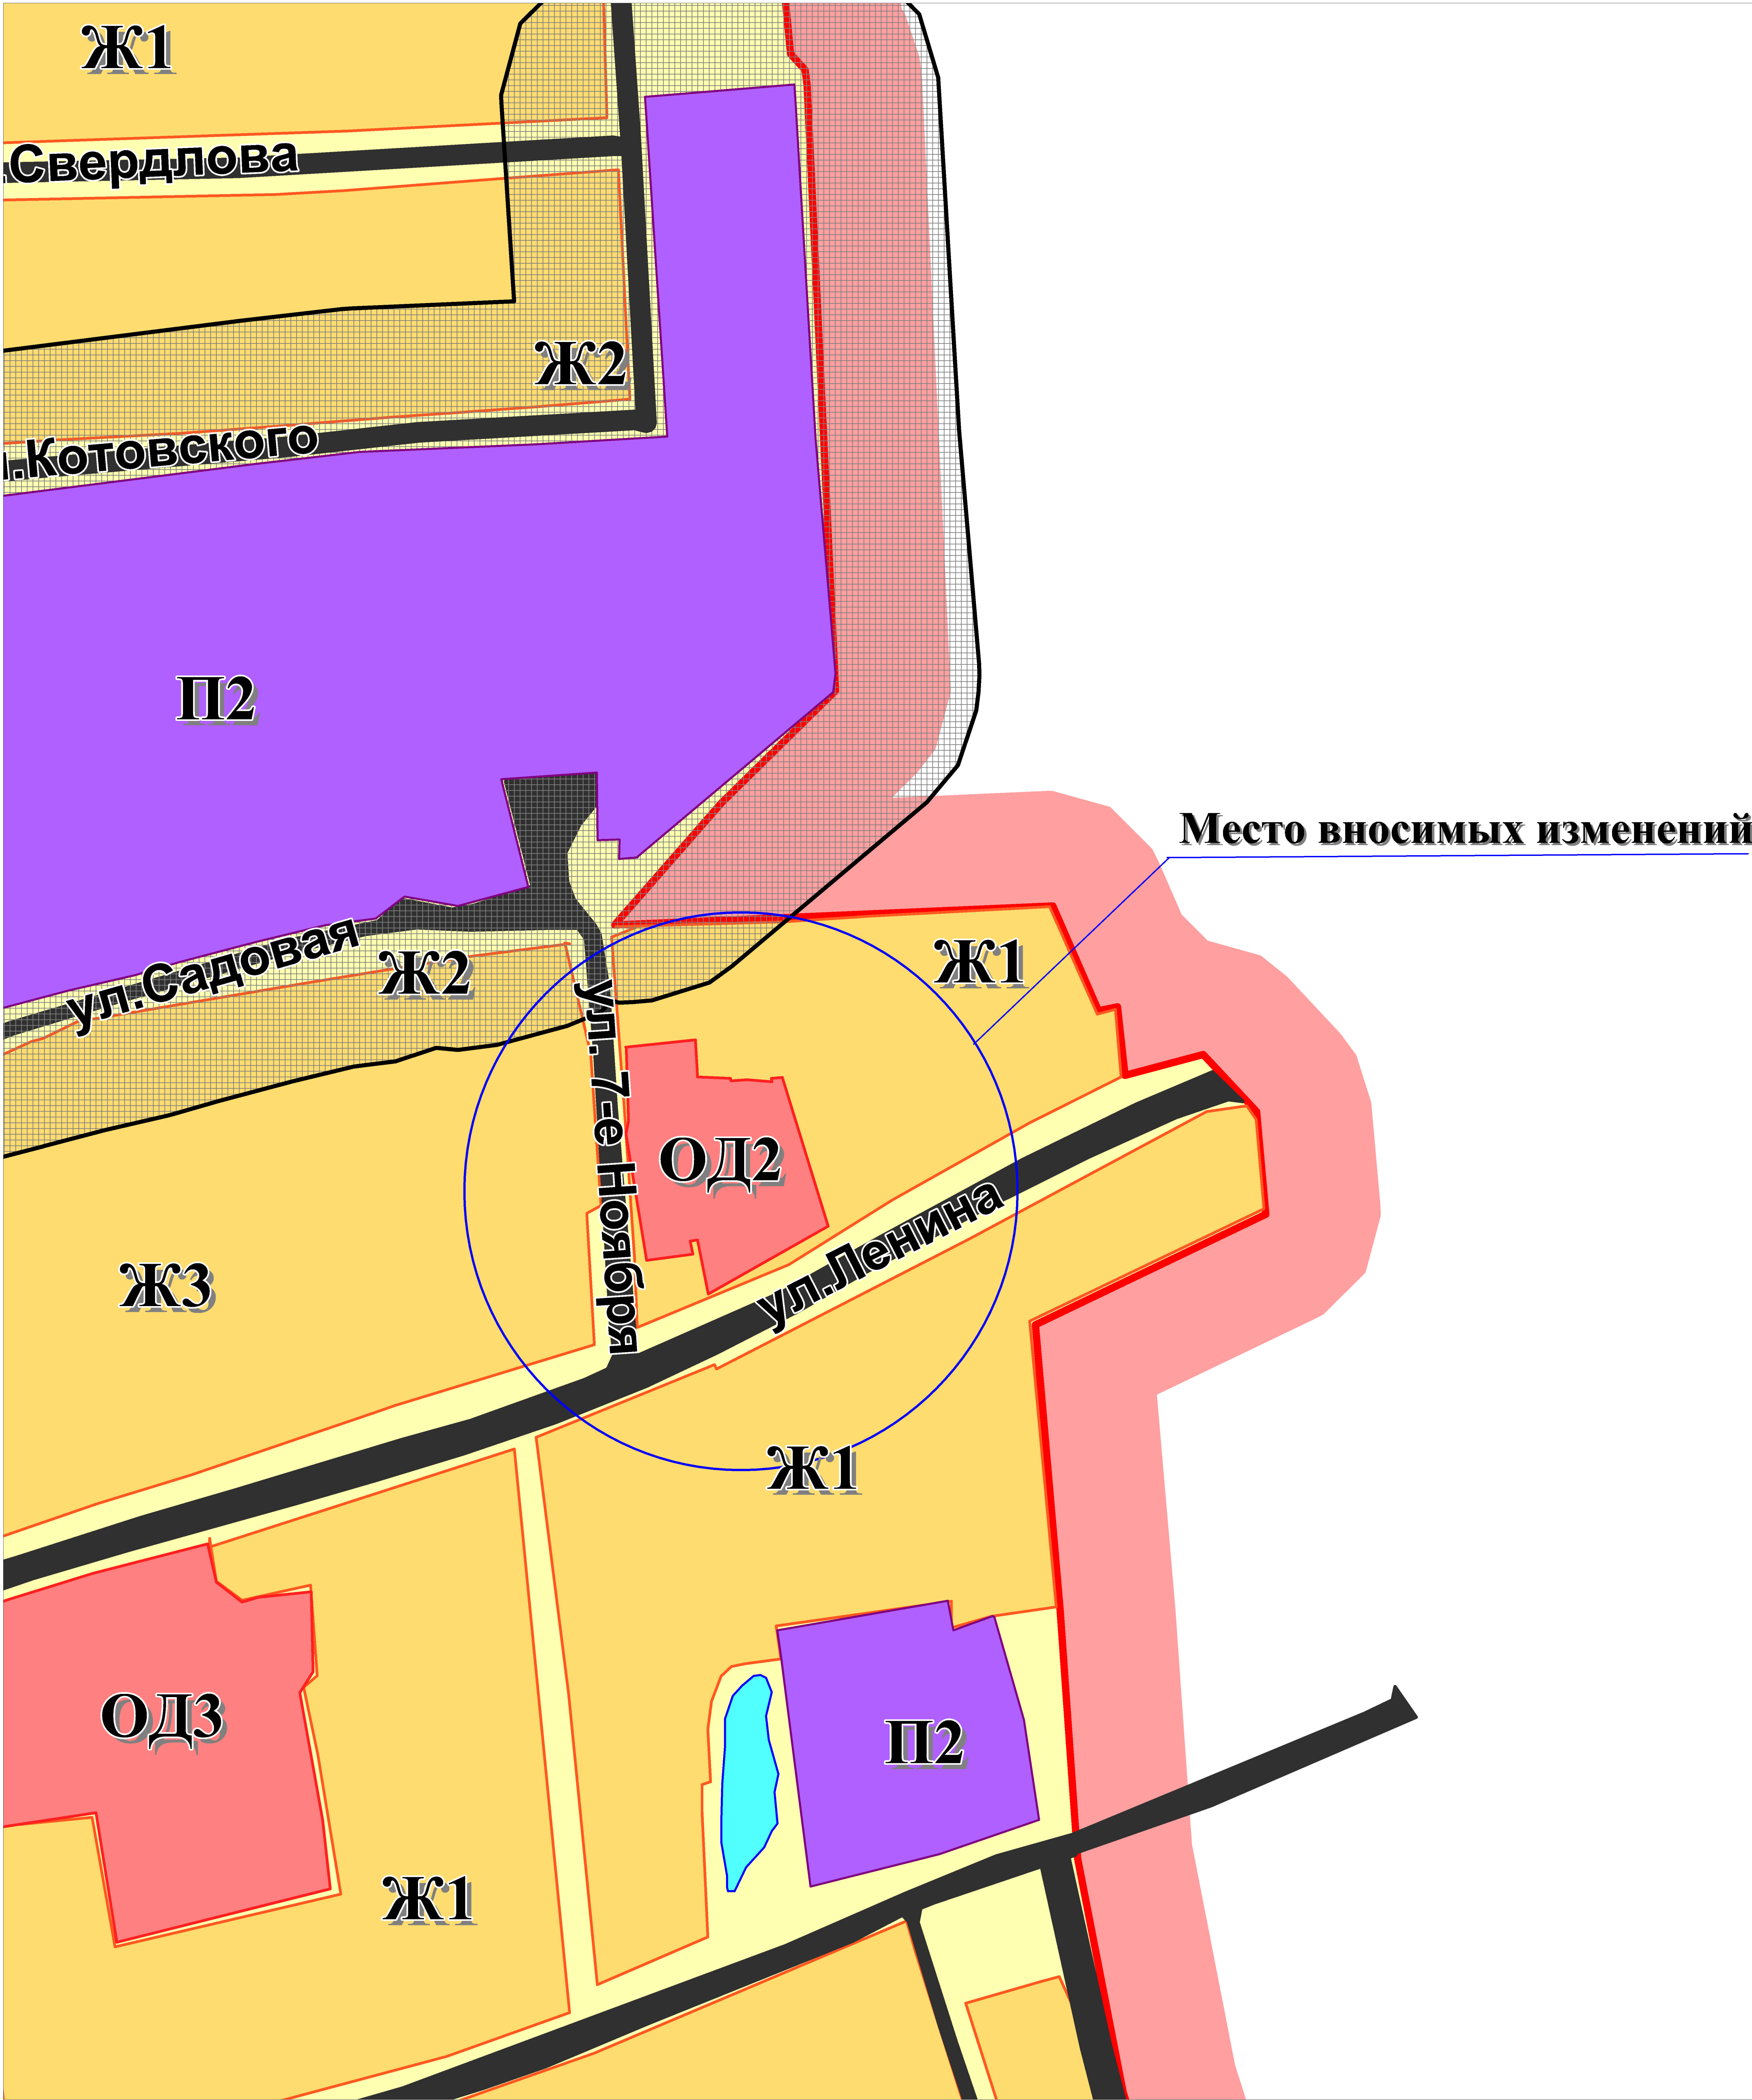 Ж1
.Свердлова
Ж2
.Котовского
П2
Место вносимых изменений
ул.Садовая
Ж2
Ж1
ул. 7-е Ноября
ОД2
ул.Ленина
Ж3
Ж1
ОД3
П2
Ж1